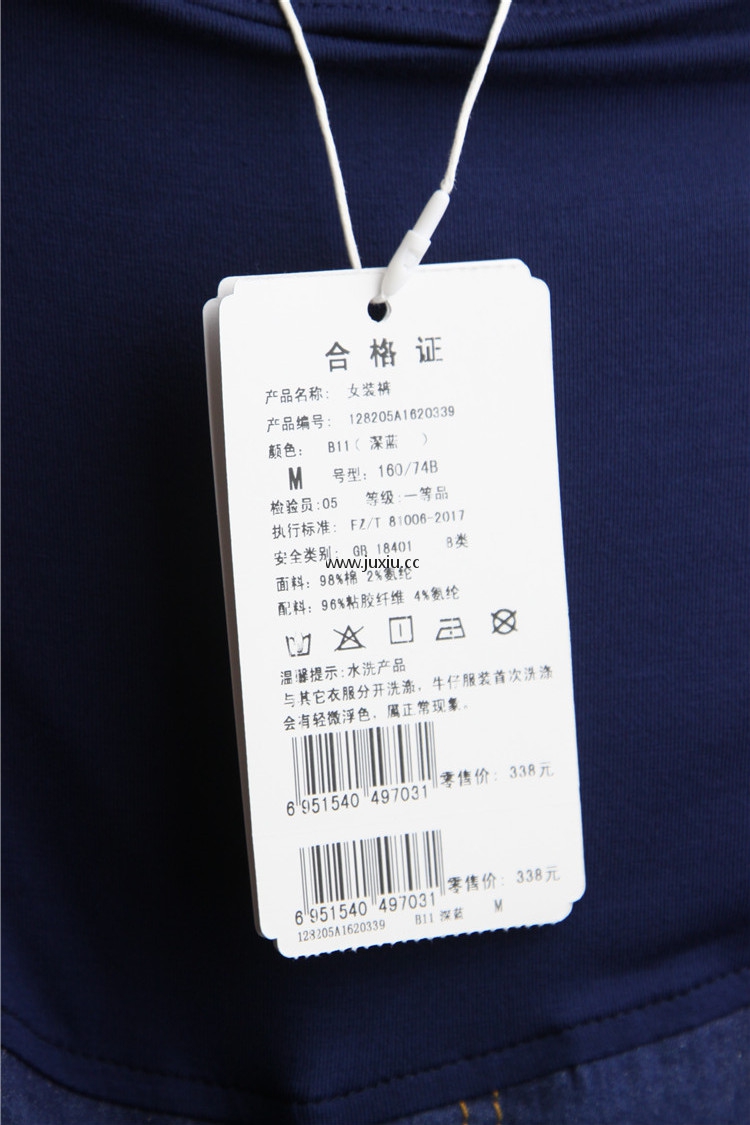 合格证
产品名称: 女装裤
产品编号: 128205A1620339
颜色: B11( 深蓝 )
M 号型: 160/74B
检验员:05 等级:一等品
执行标准: FZ/T 81006-2017
安全类别: GB 18401 B类
www.juxiu.cc
面料: 98%棉 2%氨纶
配料: 96%粘胶纤维 4%氨纶
温馨提示:水洗产品
与其它衣服分开洗涤, 牛仔服装首次洗涤
会有轻微浮色, 属正常现象。
6 951540 497031 零售价: 338元
6 951540 497031 零售价: 338元
128205A1620339 B11 深蓝 M